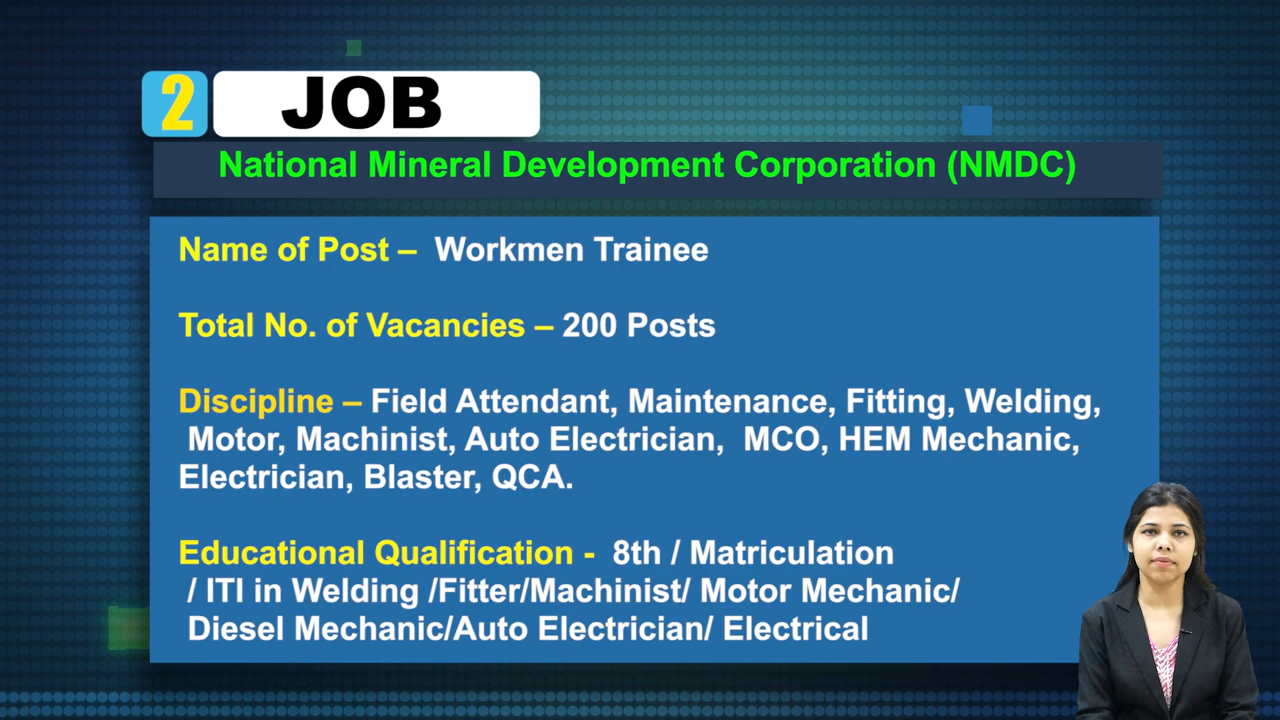 2 JOB
National Mineral Development Corporation (NMDC)
Name of Post – Workmen Trainee
Total No. of Vacancies – 200 Posts
Discipline – Field Attendant, Maintenance, Fitting, Welding,
Motor, Machinist, Auto Electrician, MCO, HEM Mechanic,
Electrician, Blaster, QCA.
Educational Qualification - 8th / Matriculation
/ ITI in Welding /Fitter/Machinist/ Motor Mechanic/
Diesel Mechanic/Auto Electrician/ Electrical